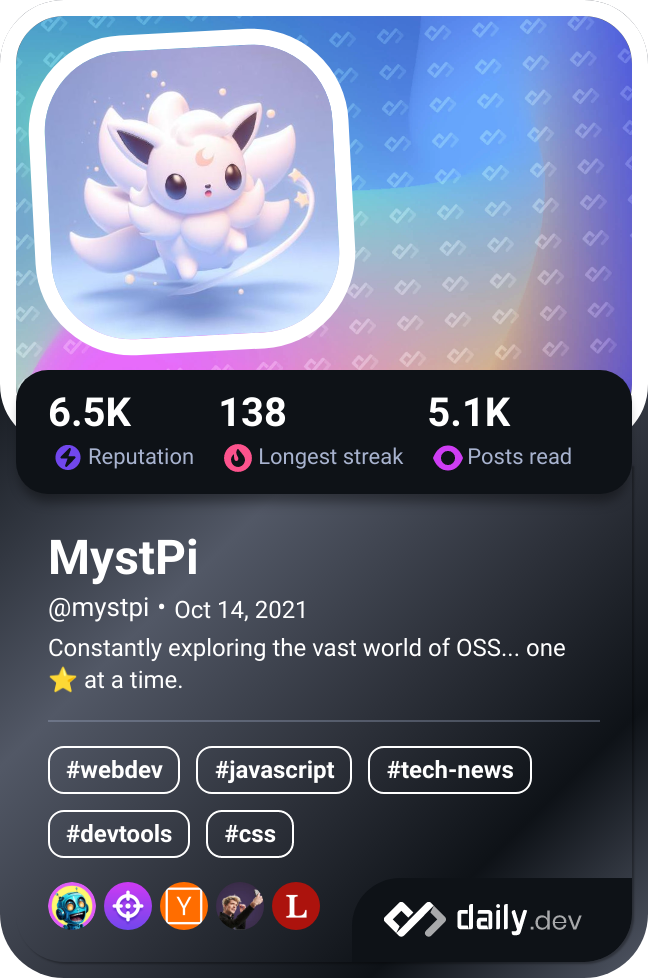 6.5K 138 5.1K
Reputation Longest streak Posts read
MystPi
@mystpi • Oct 14, 2021
Constantly exploring the vast world of OSS... one
⭐ at a time.
#webdev #javascript #tech-news
#devtools #css
Y L
daily.dev